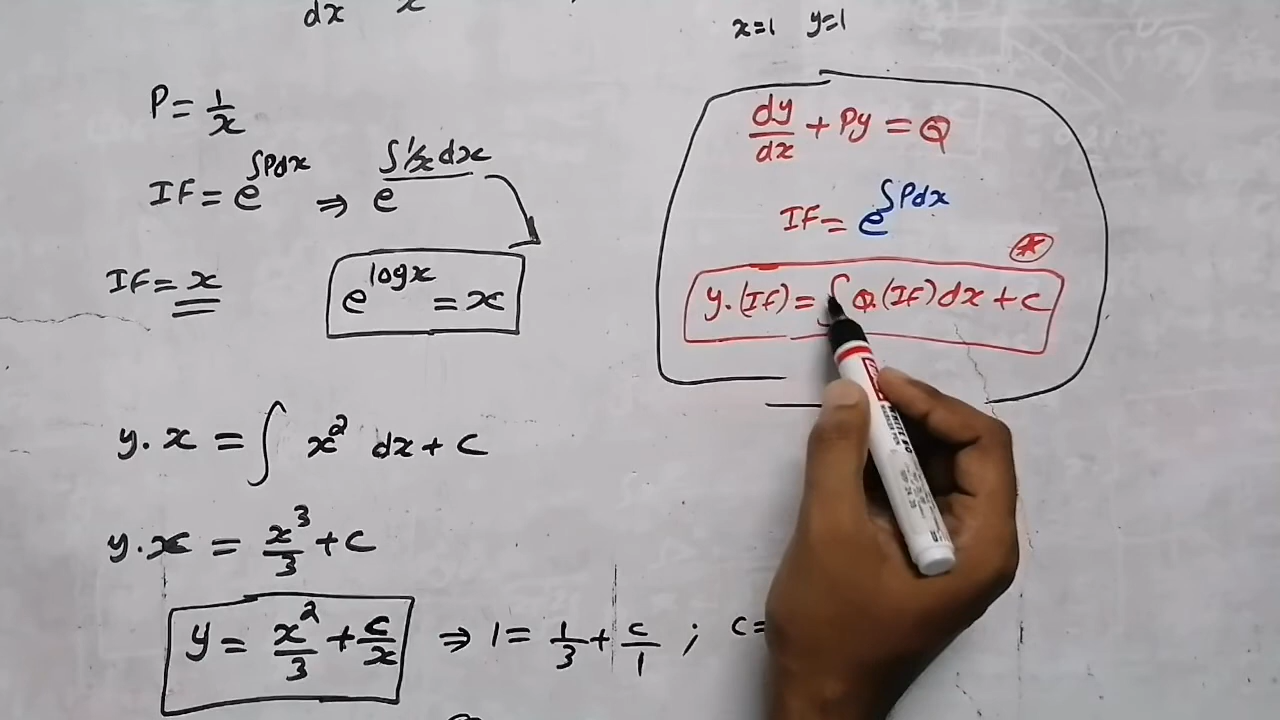 dx x
x=1 y=1
P = 1/x
IF = e^∫Pdx ⇒ e^∫1/x dx
IF = x
e^logx = x
y.x = ∫ x² dx + c
y.x = x³/3 + c
y = x²/3 + c/x ⇒ 1 = 1/3 + c/1 ; c=
dy/dx + Py = Q
IF = e^∫Pdx
*
y.(IF) = ∫Q.(IF)dx + c